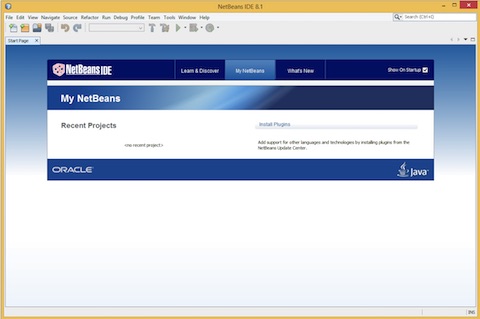 NetBeans IDE 8.1
File Edit View Navigate Source Refactor Run Debug Profile Team Tools Window Help
Search (Ctrl+I)
Start Page
NetBeans IDE
Learn & Discover
My NetBeans
What's New
Show On Startup
My NetBeans
Recent Projects
<no recent project>
Install Plugins
Add support for other languages and technologies by installing plugins from the
NetBeans Update Center.
ORACLE
Java
INS